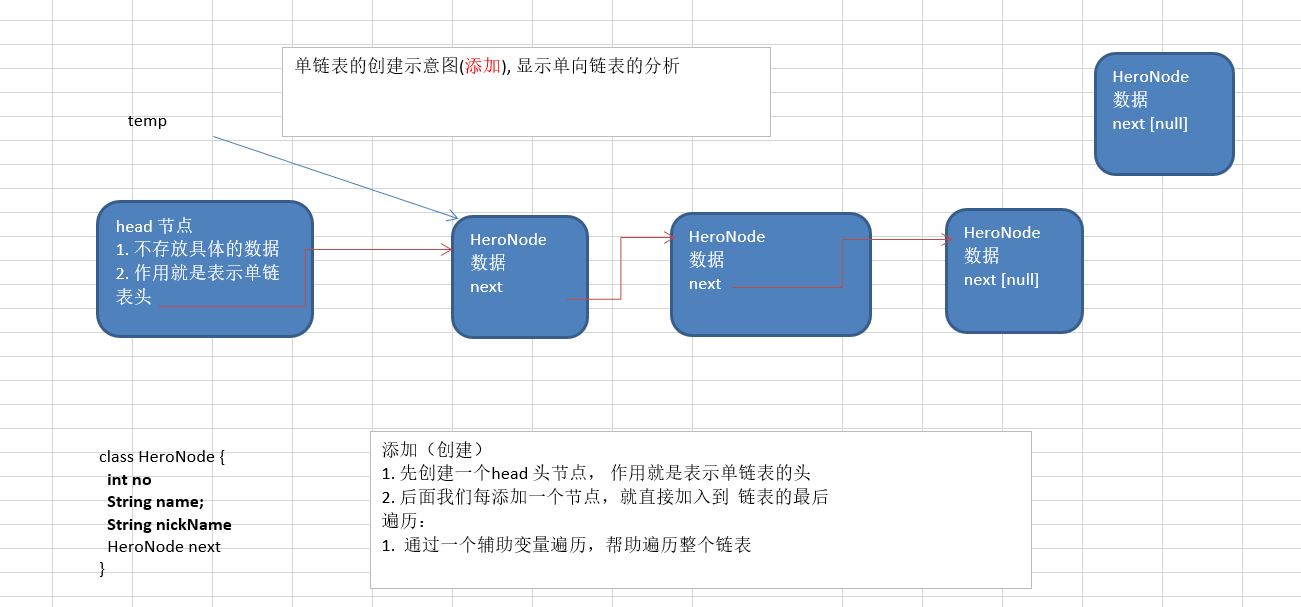 单链表的创建示意图(添加), 显示单向链表的分析
temp
HeroNode
数据
next [null]
head 节点
1. 不存放具体的数据
2. 作用就是表示单链
表头
HeroNode
数据
next
HeroNode
数据
next
HeroNode
数据
next [null]
class HeroNode {
int no
String name;
String nickName
HeroNode next
}
添加（创建）
1. 先创建一个head 头节点， 作用就是表示单链表的头
2. 后面我们每添加一个节点，就直接加入到 链表的最后
遍历：
1. 通过一个辅助变量遍历，帮助遍历整个链表